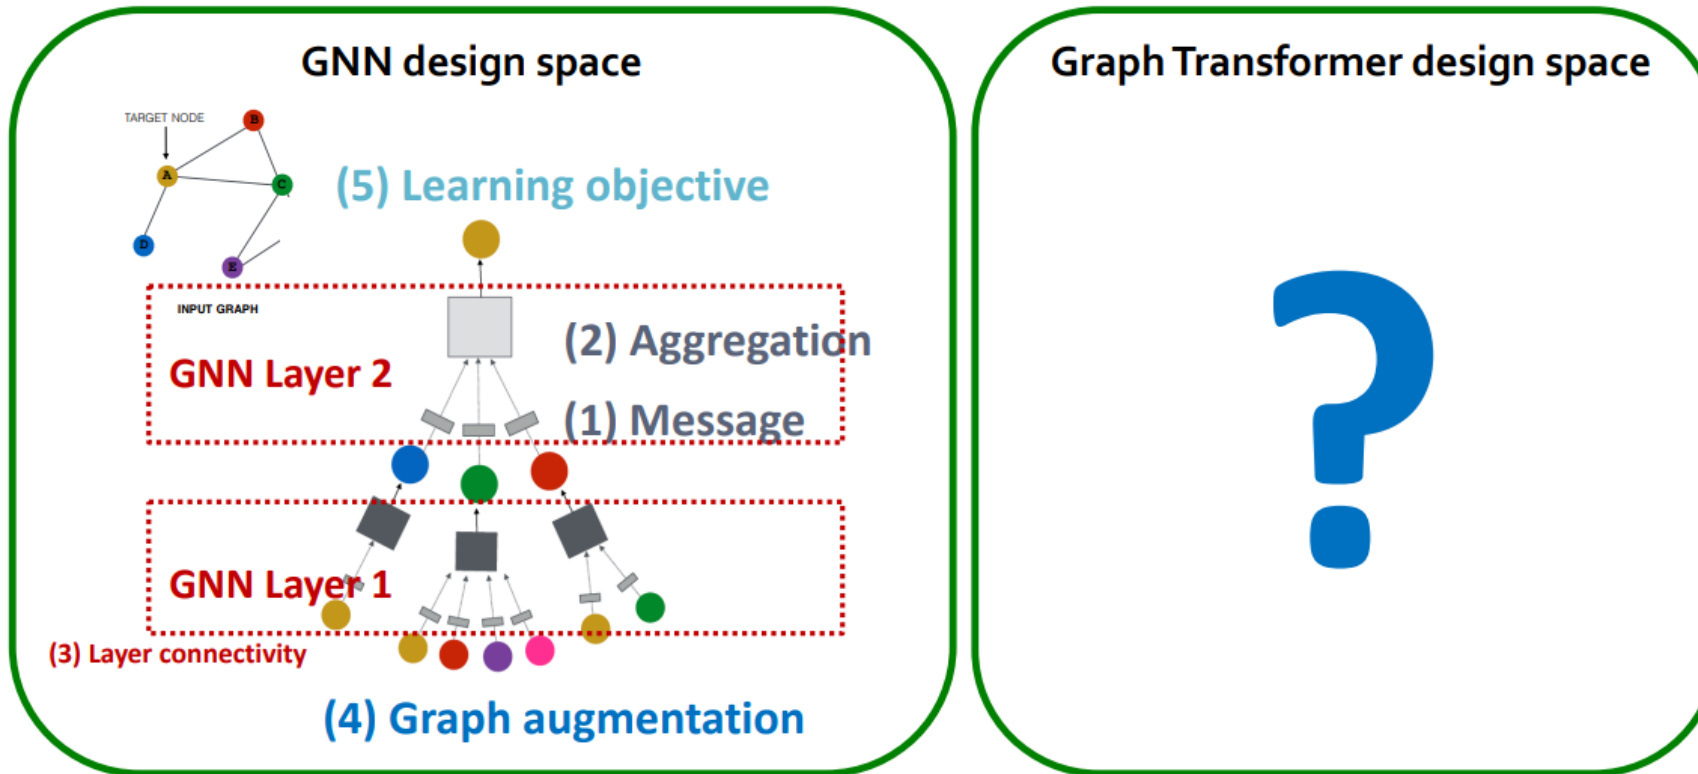 GNN design space
TARGET NODE
B
A
C
D
E
(5) Learning objective
INPUT GRAPH
(2) Aggregation
GNN Layer 2
(1) Message
GNN Layer 1
(3) Layer connectivity
(4) Graph augmentation
Graph Transformer design space
?